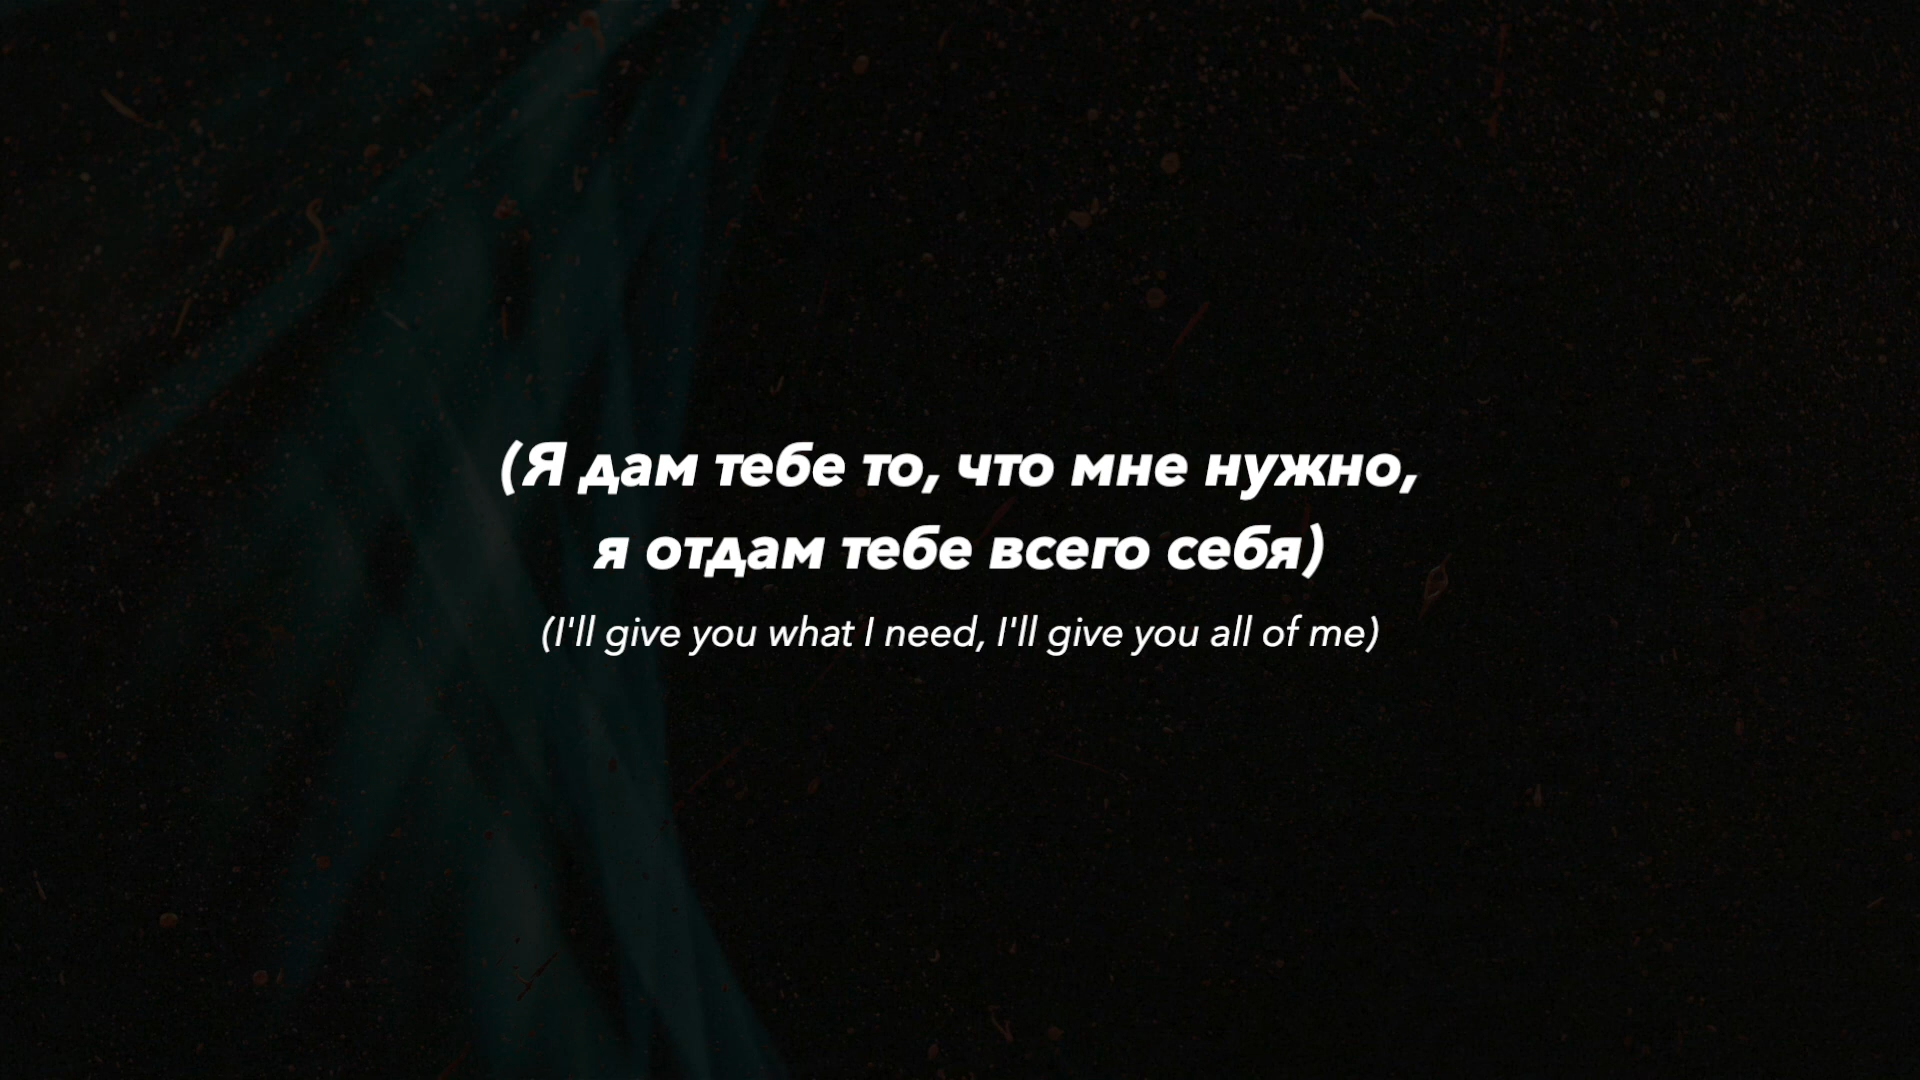 (Я дам тебе то, что мне нужно,
я отдам тебе всего себя)
(I'll give you what I need, I'll give you all of me)